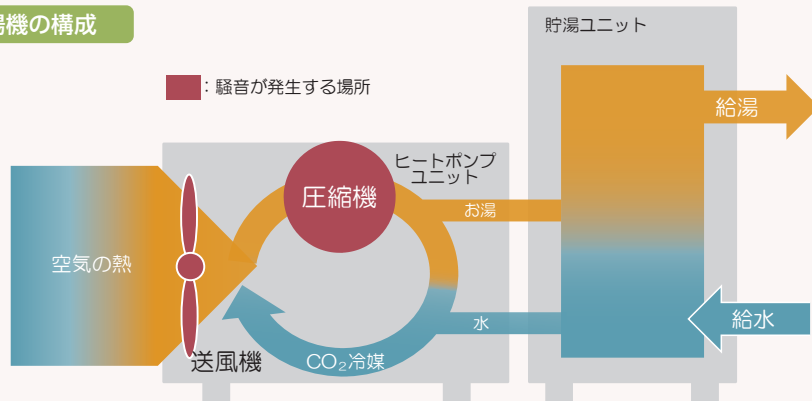 湯機の構成
貯湯ユニット
：騒音が発生する場所
給湯
ヒートポンプ
ユニット
圧縮機
お湯
空気の熱
水
給水
送風機
CO₂冷媒